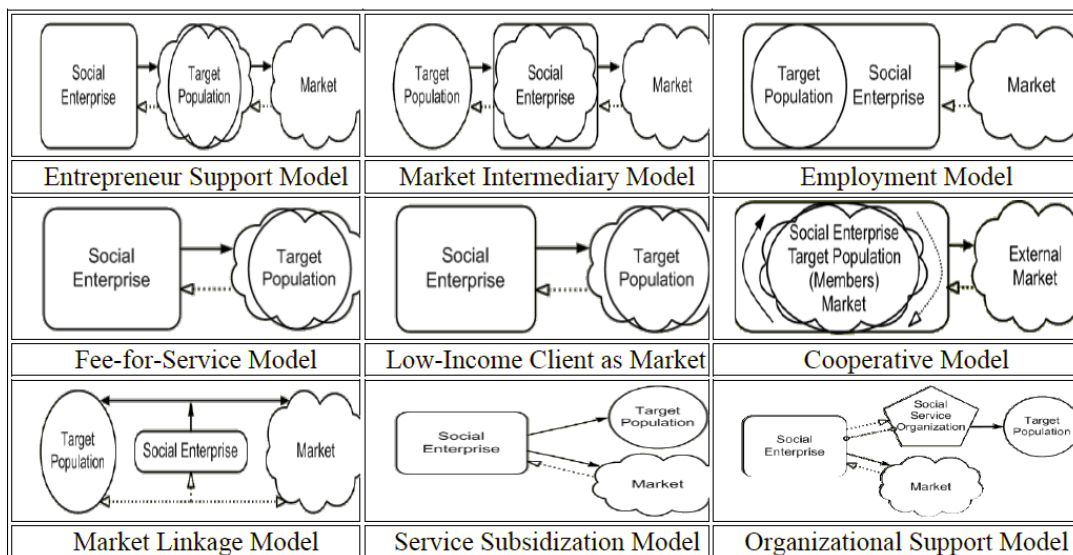 Social
Enterprise
Target
Population
Market
Entrepreneur Support Model
Target
Population
Social
Enterprise
Market
Market Intermediary Model
Target
Population
Social
Enterprise
Market
Employment Model
Social
Enterprise
Target
Population
Fee-for-Service Model
Social
Enterprise
Target
Population
Low-Income Client as Market
Social Enterprise
Target Population
(Members)
Market
External
Market
Cooperative Model
Target
Population
Social Enterprise
Market
Market Linkage Model
Social
Enterprise
Target
Population
Market
Service Subsidization Model
Social
Enterprise
Social
Service
Organization
Target
Population
Market
Organizational Support Model